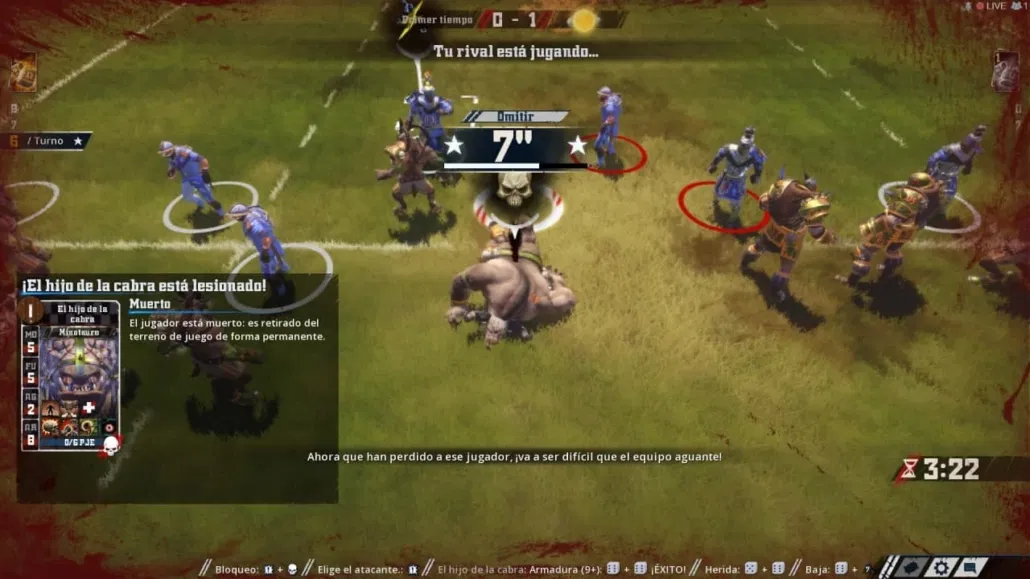 LIVE 1
Primer tiempo 0 - 1
Tu rival está jugando...
1
8
7
6 / Turno
Omitir
7"
¡El hijo de la cabra está lesionado!
El hijo de la
cabra
Minotauro
MO
5
FU
5
AG
2
AR
8
0/6 PJE
Muerto
El jugador está muerto: es retirado del
terreno de juego de forma permanente.
Ahora que han perdido a ese jugador, ¡va a ser difícil que el equipo aguante!
3:22
// Bloqueo: + // Elige el atacante.: // El hijo de la cabra: Armadura (9+): + ¡ÉXITO! // Herida: + // Baja: + ?